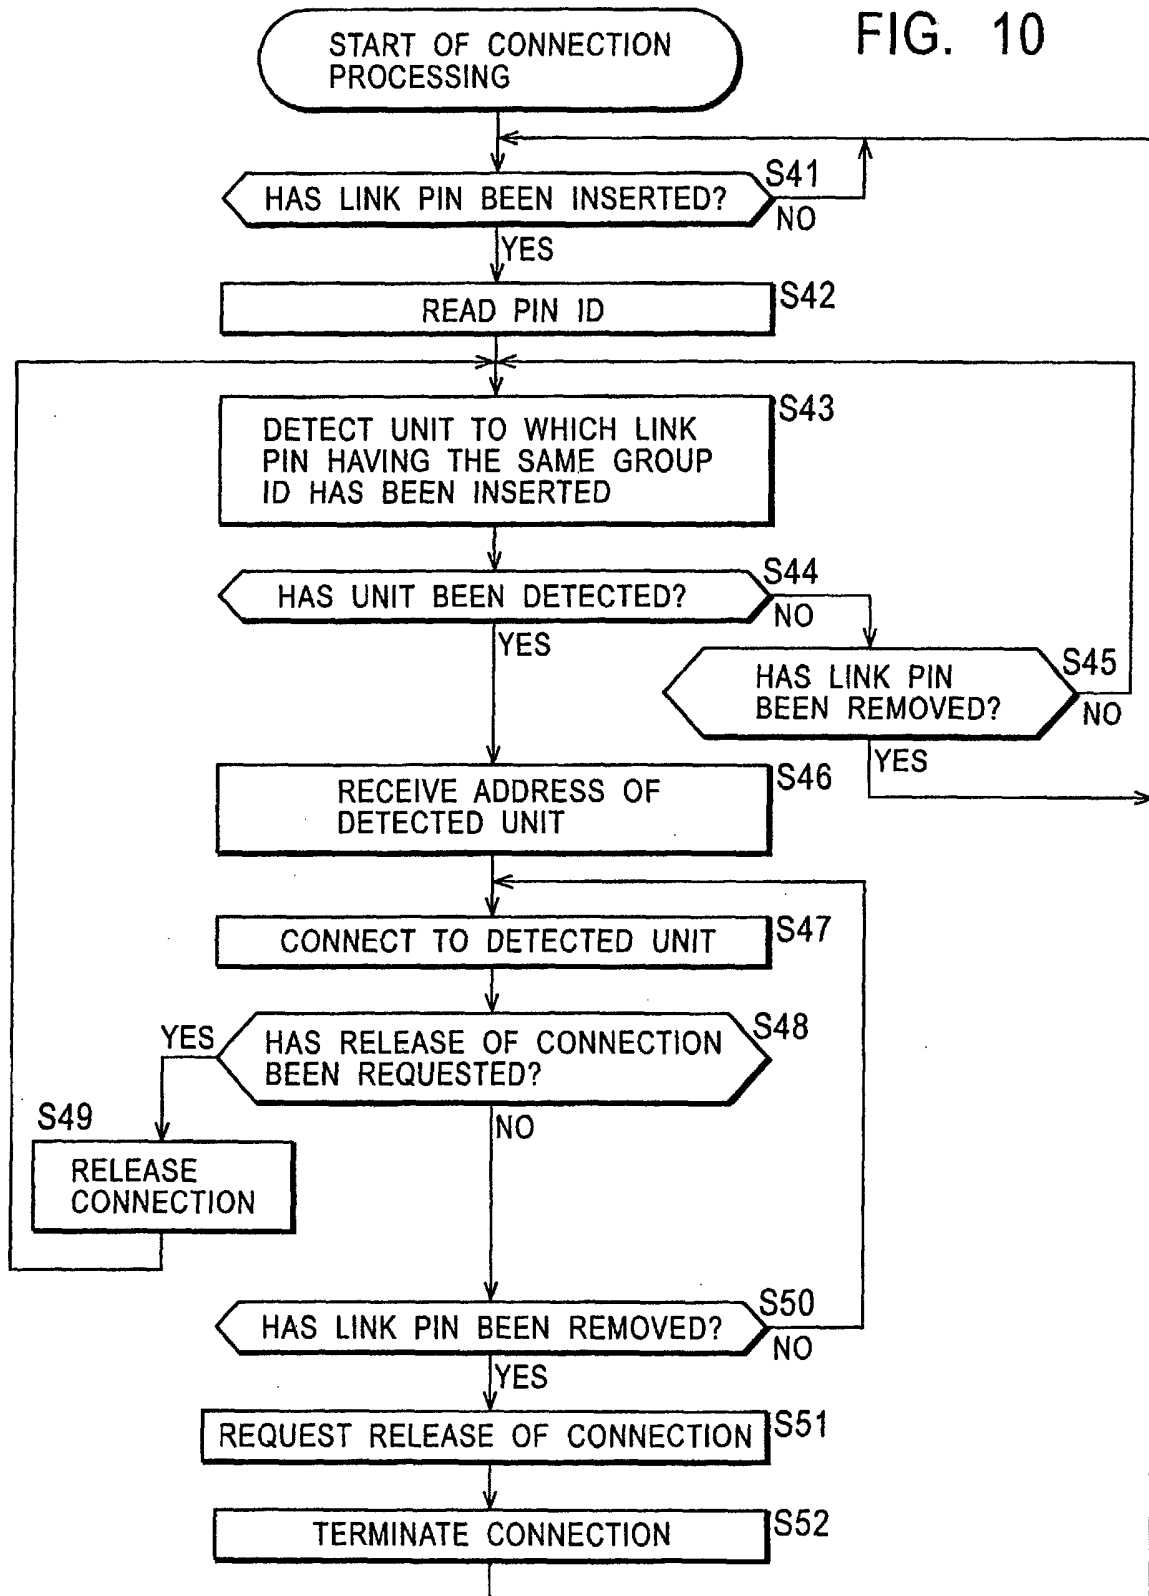 FIG. 10
START OF CONNECTION
PROCESSING
S41
HAS LINK PIN BEEN INSERTED?
NO
YES
S42
READ PIN ID
S43
DETECT UNIT TO WHICH LINK
PIN HAVING THE SAME GROUP
ID HAS BEEN INSERTED
S44
HAS UNIT BEEN DETECTED?
NO
YES
S45
HAS LINK PIN
BEEN REMOVED?
NO
YES
S46
RECEIVE ADDRESS OF
DETECTED UNIT
S47
CONNECT TO DETECTED UNIT
S48
YES
HAS RELEASE OF CONNECTION
BEEN REQUESTED?
NO
S49
RELEASE
CONNECTION
S50
HAS LINK PIN BEEN REMOVED?
NO
YES
S51
REQUEST RELEASE OF CONNECTION
S52
TERMINATE CONNECTION